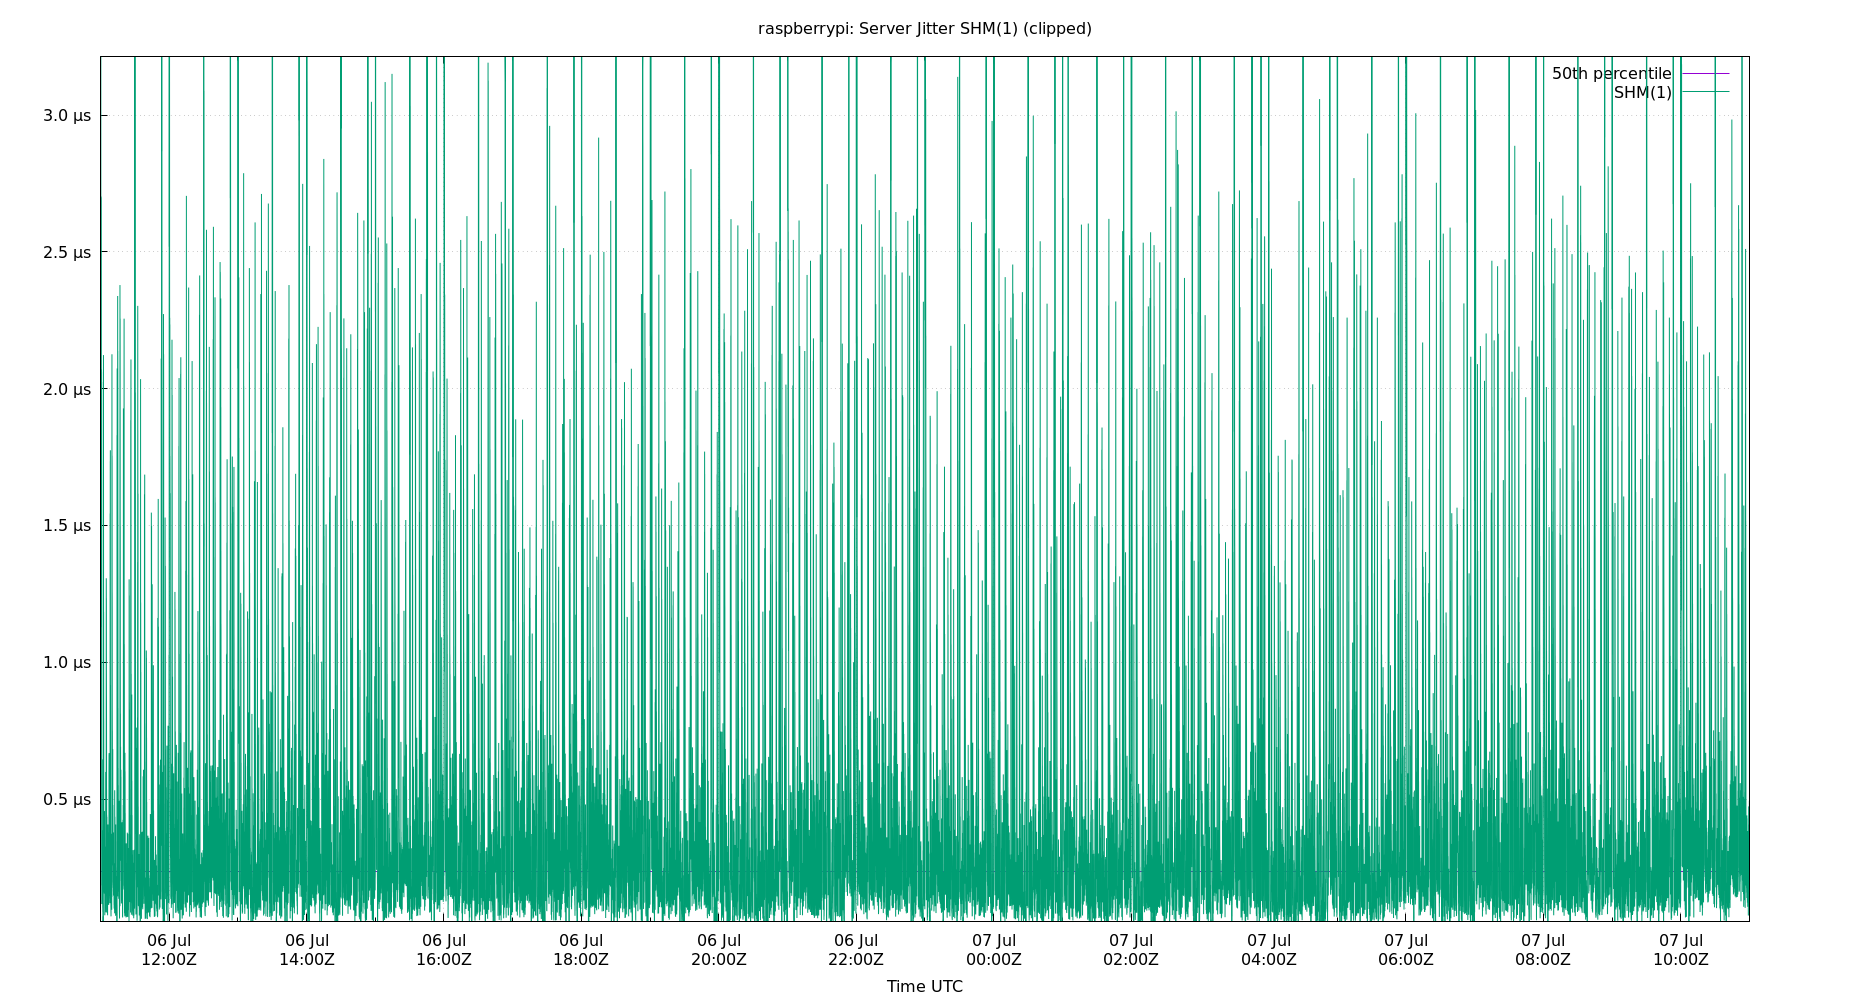 raspberrypi: Server Jitter SHM(1) (clipped)
50th percentile
SHM(1)
3.0 µs
2.5 µs
2.0 µs
1.5 µs
1.0 µs
0.5 µs
06 Jul 06 Jul 06 Jul 06 Jul 06 Jul 06 Jul 07 Jul 07 Jul 07 Jul 07 Jul 07 Jul 07 Jul
12:00Z 14:00Z 16:00Z 18:00Z 20:00Z 22:00Z 00:00Z 02:00Z 04:00Z 06:00Z 08:00Z 10:00Z
Time UTC